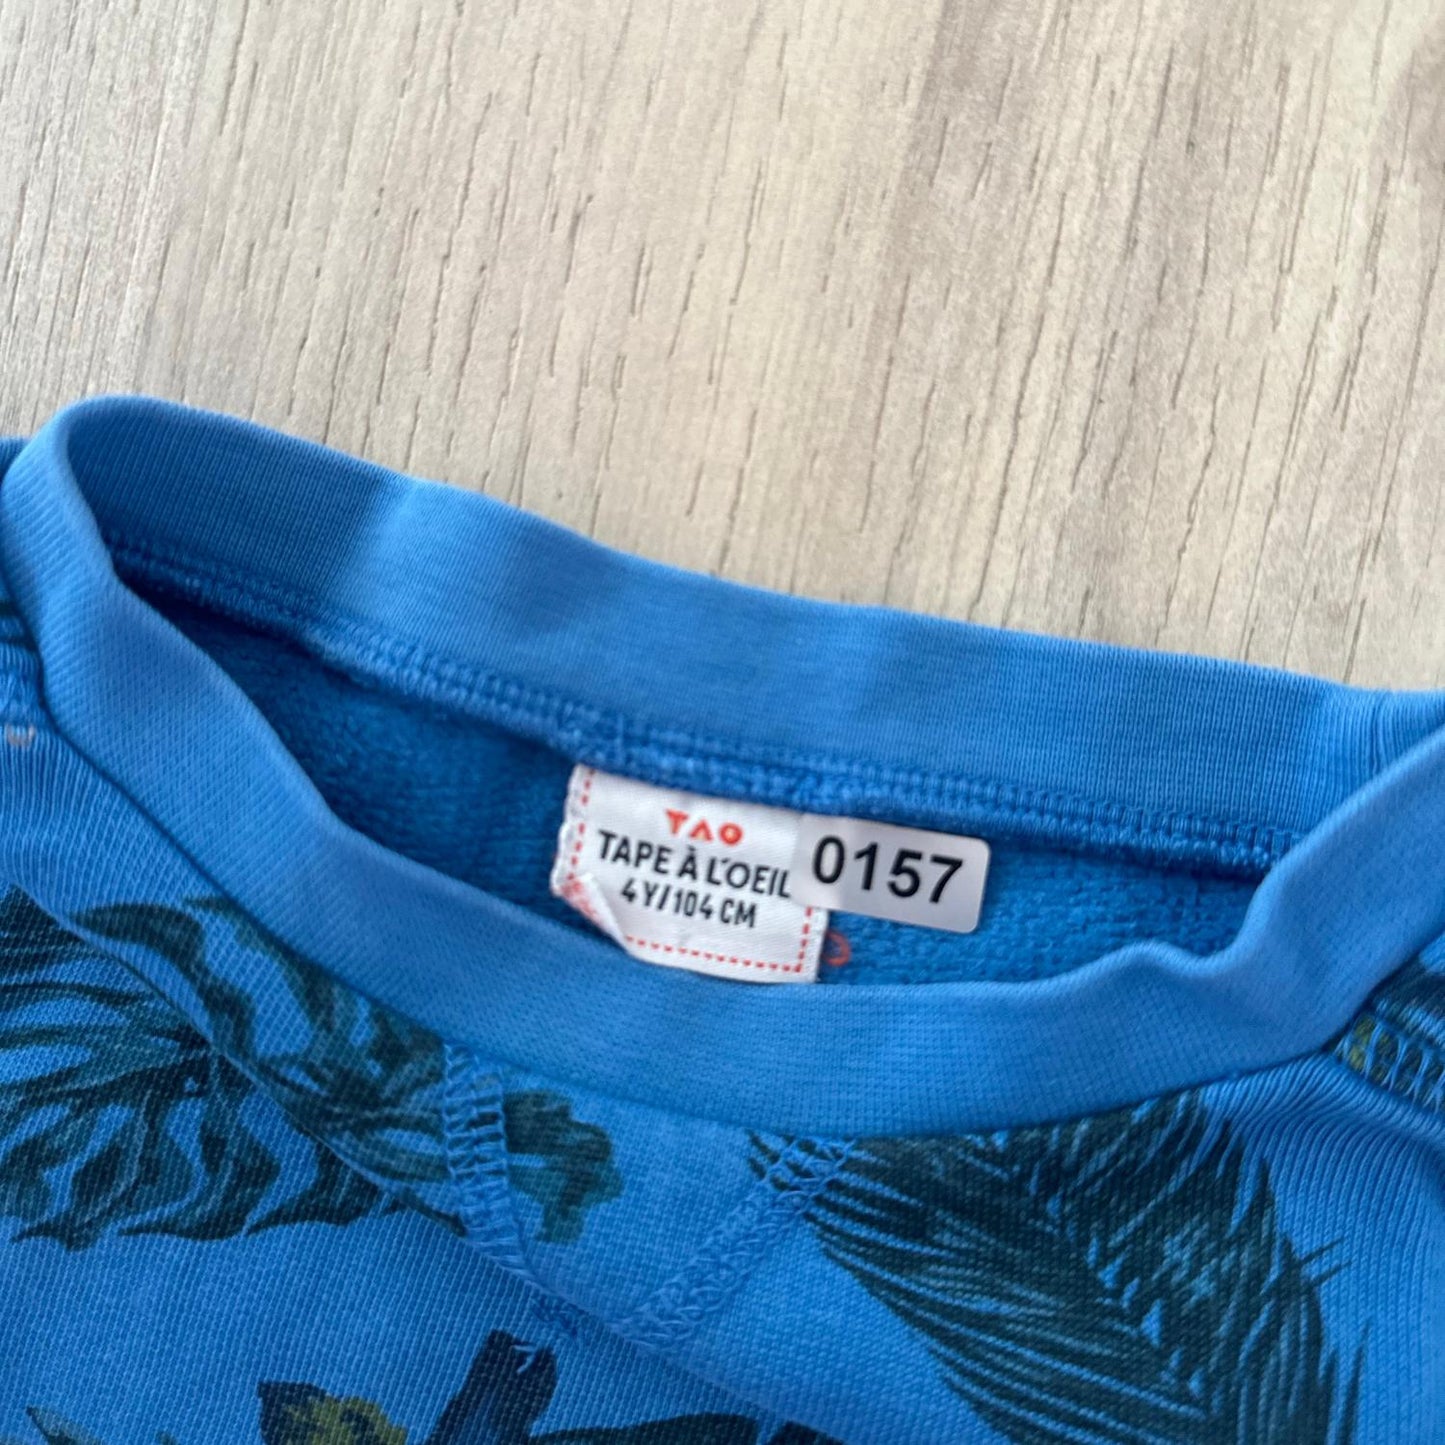 TAO
TAPE À L'OEIL
4Y/104 CM
0157